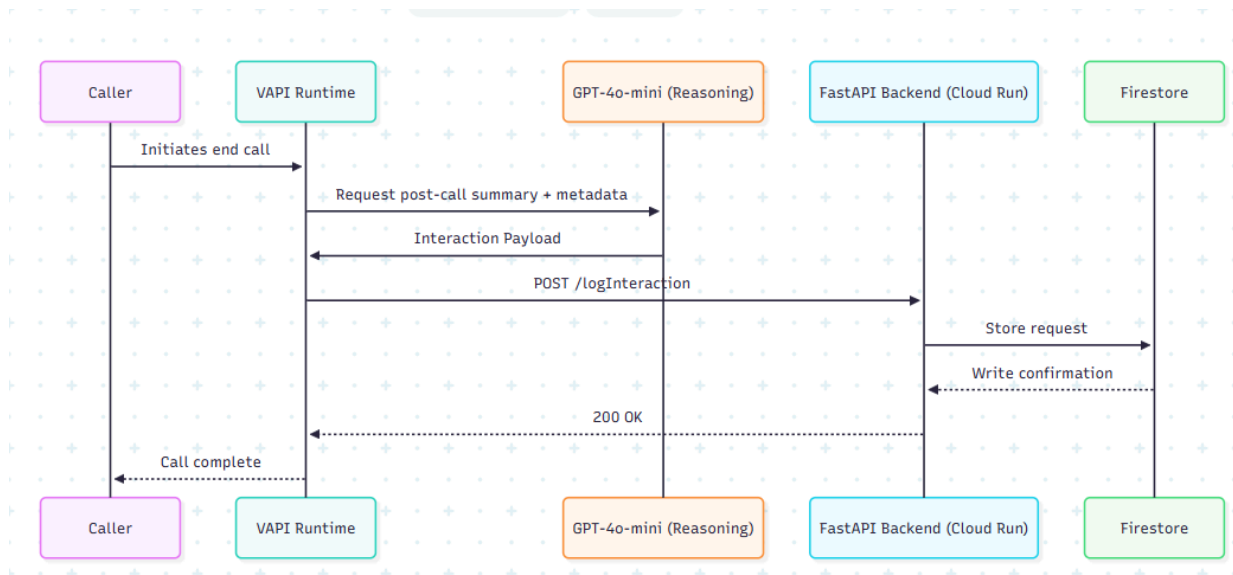 Caller
VAPI Runtime
GPT-4o-mini (Reasoning)
FastAPI Backend (Cloud Run)
Firestore
Initiates end call
Request post-call summary + metadata
Interaction Payload
POST /logInteraction
Store request
Write confirmation
200 OK
Call complete
Caller
VAPI Runtime
GPT-4o-mini (Reasoning)
FastAPI Backend (Cloud Run)
Firestore